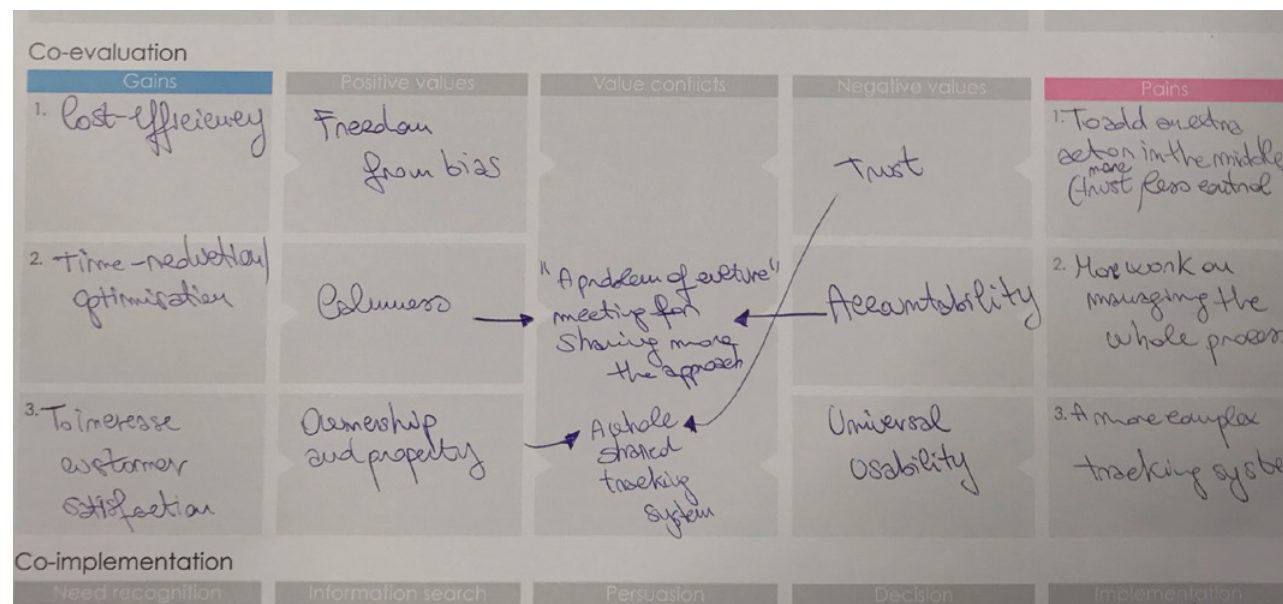 Co-evaluation
Gains
Positive values
Value conflicts
Negative values
Pains
1. Cost-efficiency
Freedom
from bias
Trust
1. To add an extra
actor in the middle
more
(trust less control
2. Time-reduction/
optimisation
Calmness
"A problem of culture"
meeting for
sharing more
the approach
Accountability
2. More work on
managing the
whole process
3. To increase
customer
satisfaction
Ownership
and property
A whole
shared
tracking
system
Universal
Usability
3. A more complex
tracking syste
Co-implementation
Need recognition
Information search
Persuasion
Decision
Implementation